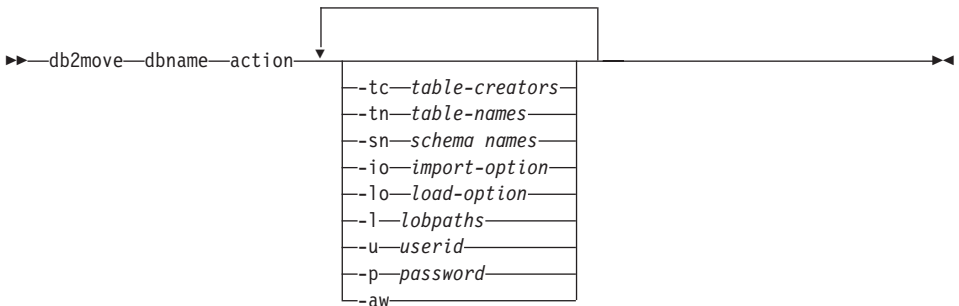 db2move dbname action
-tc table-creators
-tn table-names
-sn schema names
-io import-option
-lo load-option
-l lobpaths
-u userid
-p password
-aw